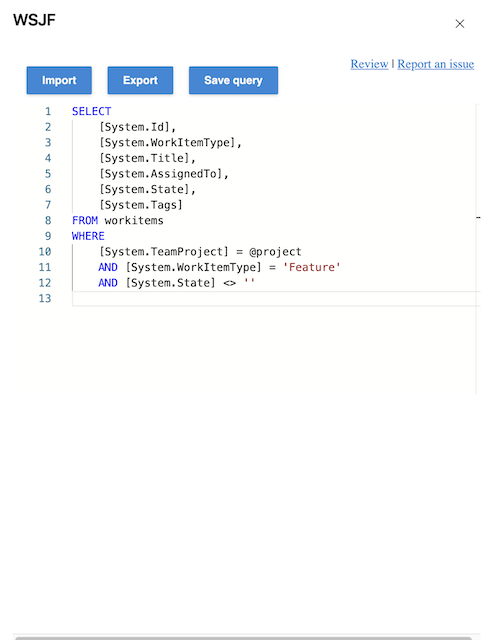 WSJF
Review | Report an issue
Import Export Save query
1 SELECT
2 [System.Id],
3 [System.WorkItemType],
4 [System.Title],
5 [System.AssignedTo],
6 [System.State],
7 [System.Tags]
8 FROM workitems
9 WHERE
10 [System.TeamProject] = @project
11 AND [System.WorkItemType] = 'Feature'
12 AND [System.State] <> ''
13